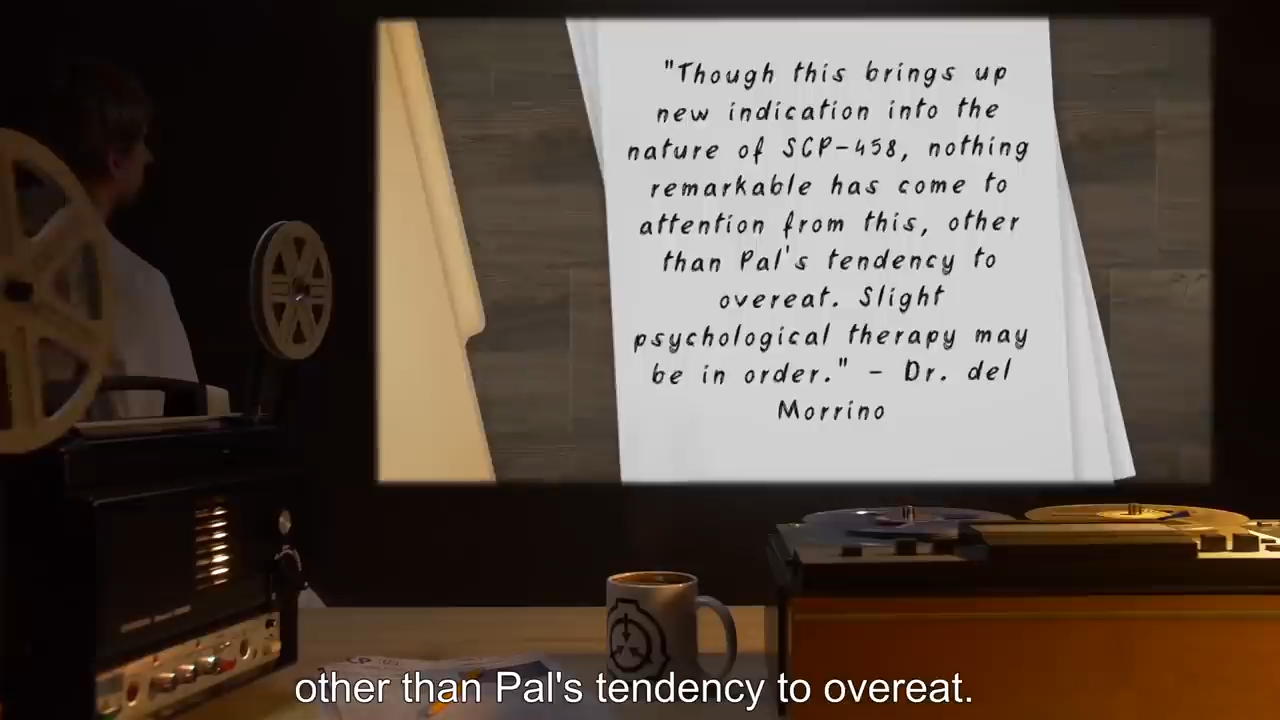 "Though this brings up
new indication into the
nature of SCP-458, nothing
remarkable has come to
attention from this, other
than Pal's tendency to
overeat. Slight
psychological therapy may
be in order." - Dr. del
Morrino
other than Pal's tendency to overeat.